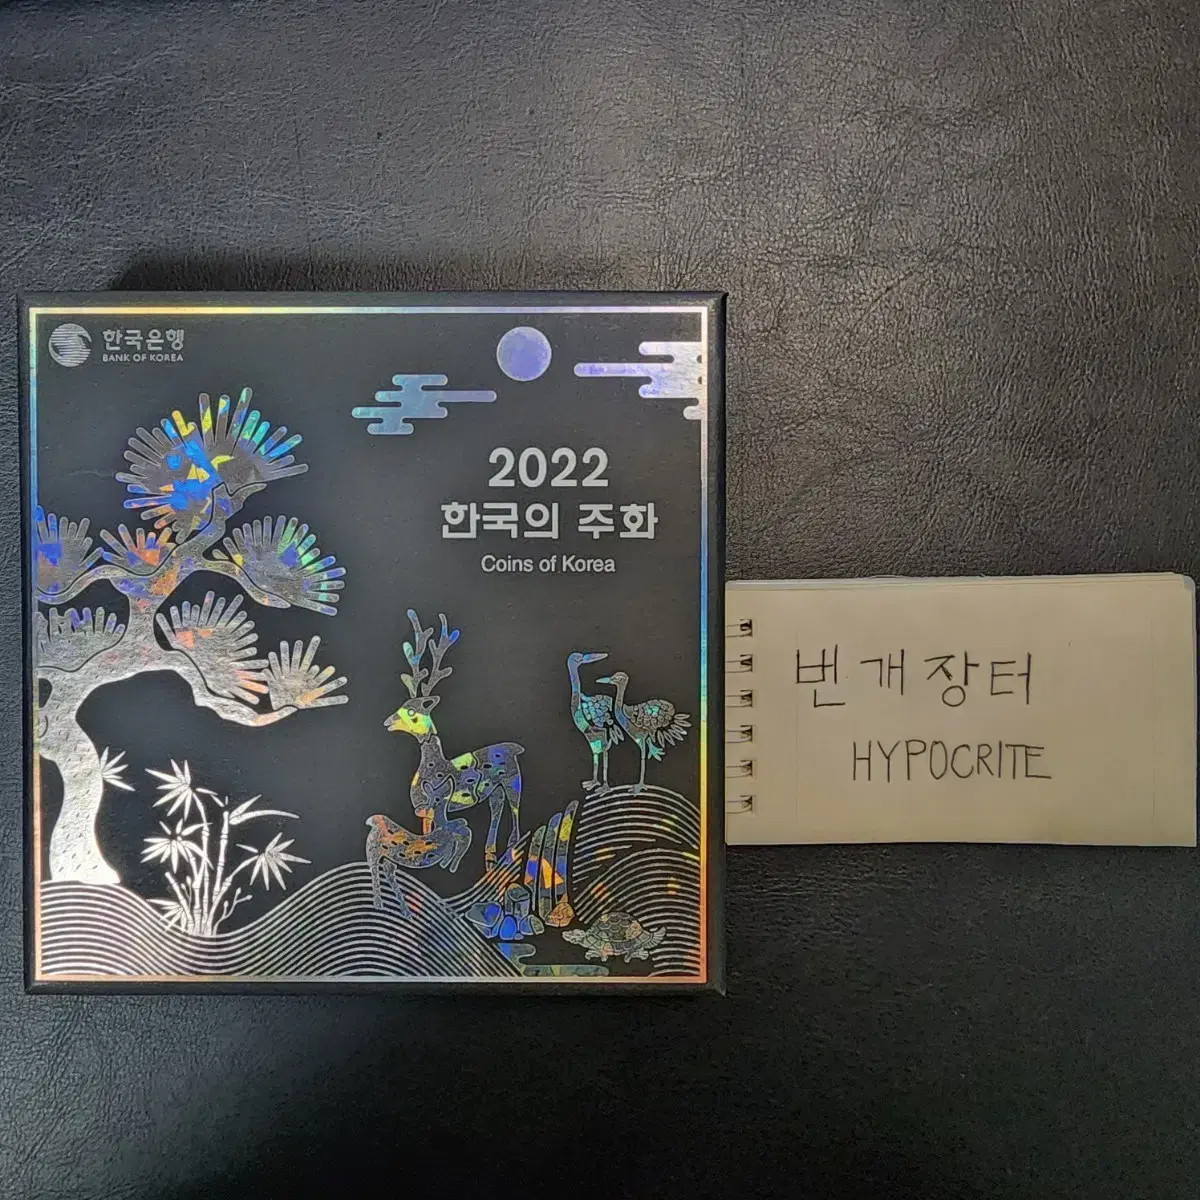 한국은행
BANK OF KOREA
2022
한국의 주화
Coins of Korea
번개장터
HYPOCRITE